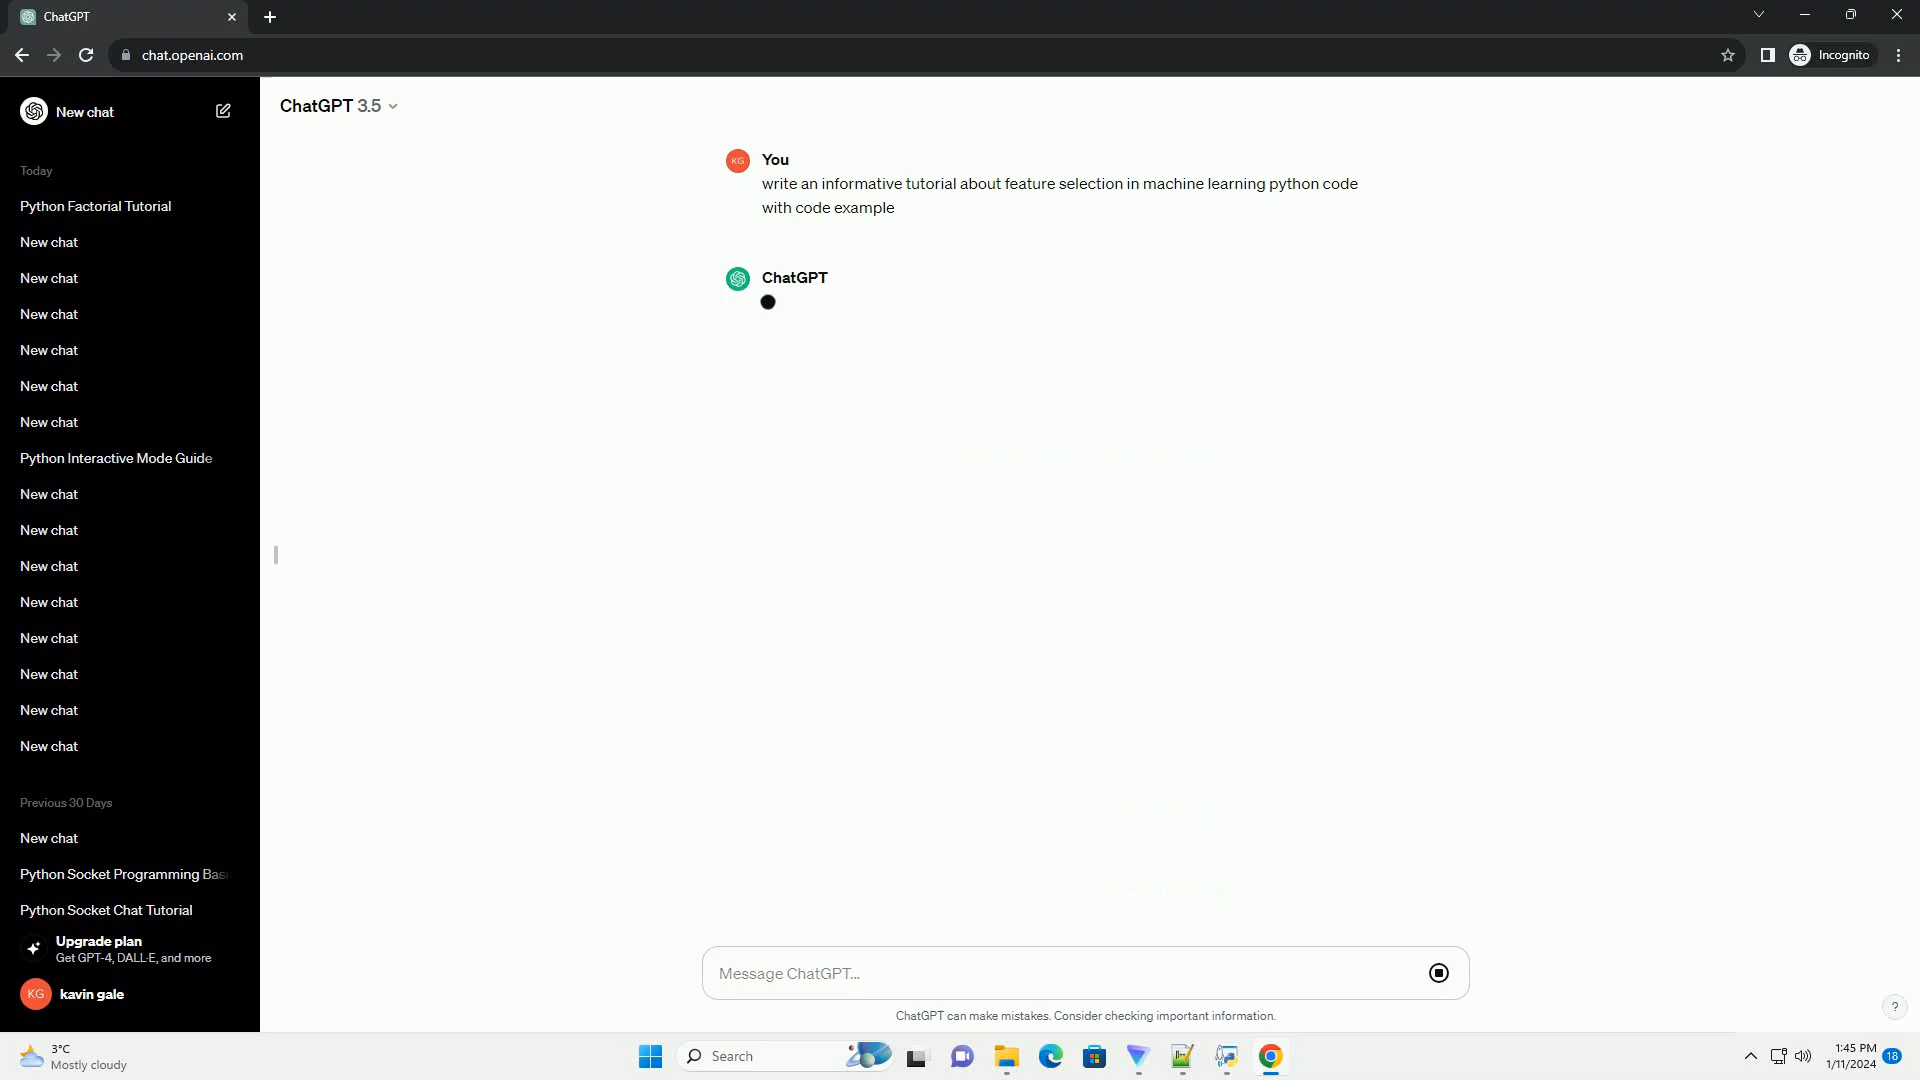 ChatGPT
chat.openai.com
Incognito
New chat
Today
Python Factorial Tutorial
New chat
New chat
New chat
New chat
New chat
New chat
Python Interactive Mode Guide
New chat
New chat
New chat
New chat
New chat
New chat
New chat
New chat
Previous 30 Days
New chat
Python Socket Programming Bas
Python Socket Chat Tutorial
Upgrade plan
Get GPT-4, DALL·E, and more
KG kavin gale
ChatGPT 3.5
KG You
write an informative tutorial about feature selection in machine learning python code
with code example
ChatGPT
Message ChatGPT...
ChatGPT can make mistakes. Consider checking important information.
?
3°C
Mostly cloudy
Search
1:45 PM
1/11/2024
18